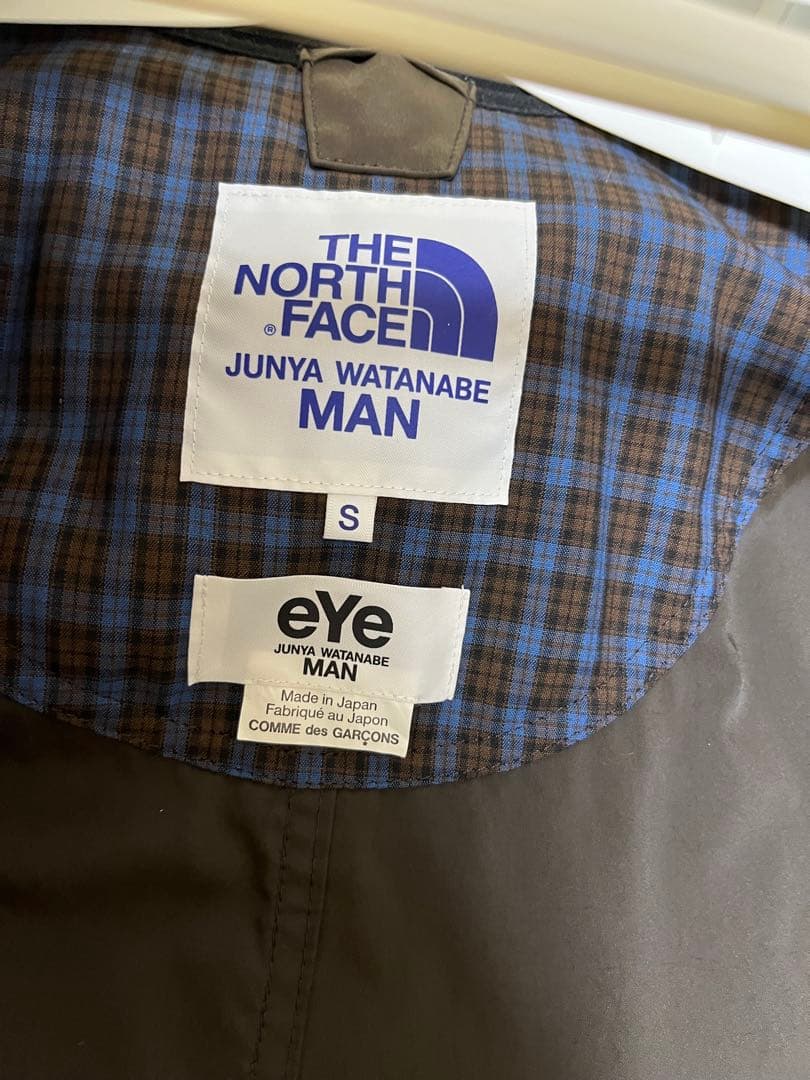 THE
NORTH
® FACE
JUNYA WATANABE
MAN
S
eYe
JUNYA WATANABE
MAN
Made in Japan
Fabriqué au Japon
COMME des GARÇONS